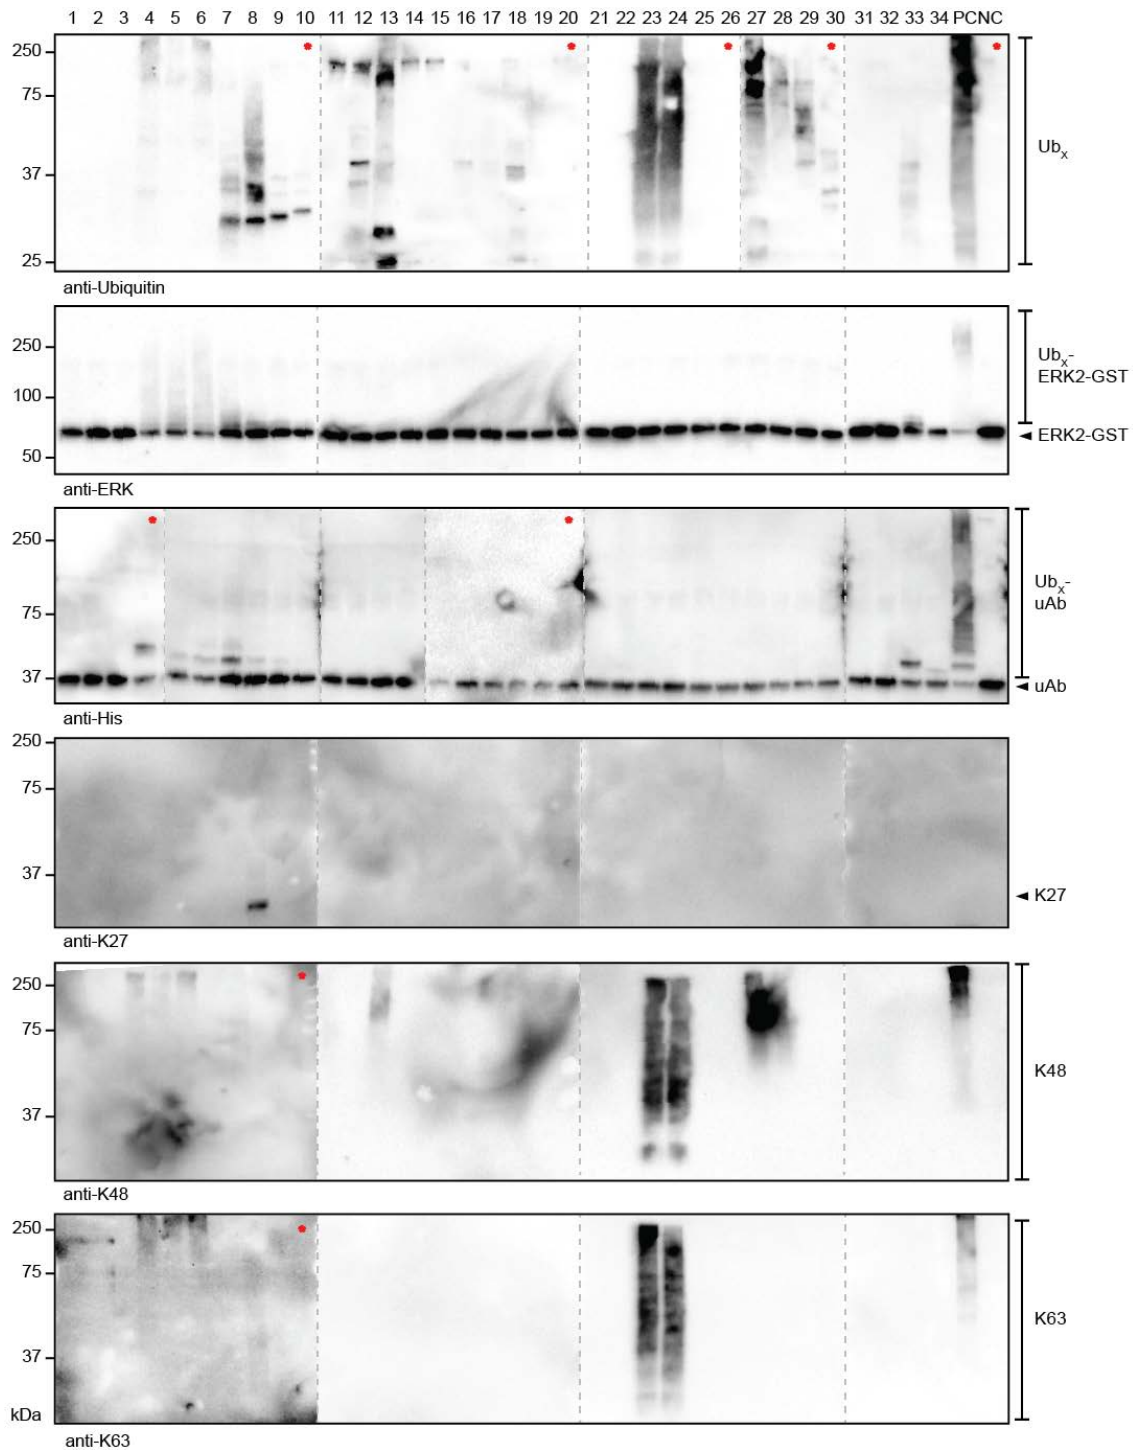 1 2 3 4 5 6 7 8 9 10 11 12 13 14 15 16 17 18 19 20 21 22 23 24 25 26 27 28 29 30 31 32 33 34 PC NC
250
75
37
25
Ubx
anti-Ubiquitin
250
100
50
Ubx-
ERK2-GST
◄ ERK2-GST
anti-ERK
250
75
37
Ubx-
uAb
◄ uAb
anti-His
250
75
37
◄ K27
anti-K27
250
75
37
K48
anti-K48
250
75
37
kDa
K63
anti-K63